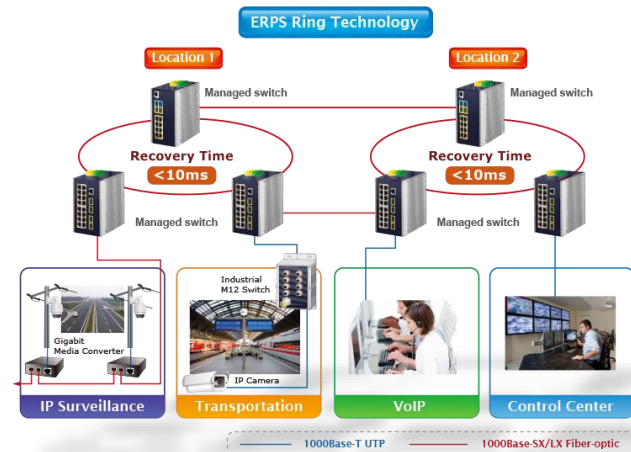 ERPS Ring Technology
Location 1
Location 2
Managed switch
Managed switch
Recovery Time
<10ms
Recovery Time
<10ms
Managed switch
Managed switch
Industrial
M12 Switch
Gigabit
Media Converter
IP Camera
IP Surveillance
Transportation
VoIP
Control Center
1000Base-T UTP
1000Base-SX/LX Fiber-optic